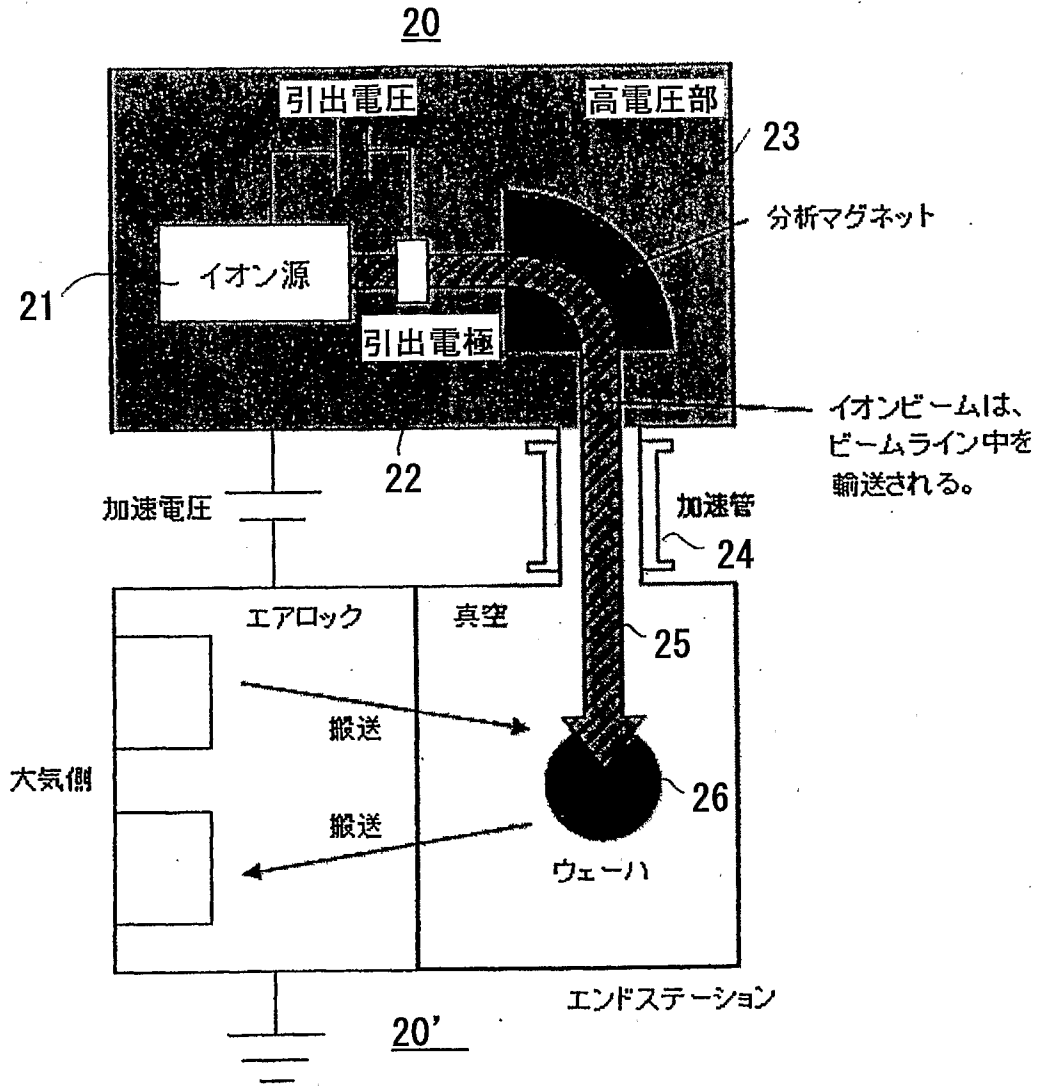 20
引出電圧
高電圧部
23
分析マグネット
イオン源
21
引出電極
イオンビームは、
ビームライン中を
輸送される。
22
加速電圧
加速管
24
エアロック
真空
25
搬送
大気側
26
搬送
ウェーハ
エンドステーション
20'